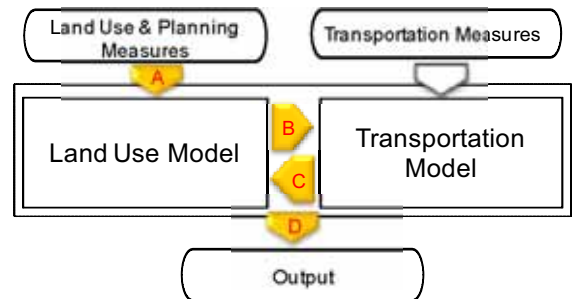 Land Use & Planning
Measures
Transportation Measures
A
Land Use Model
B
C
Transportation
Model
D
Output